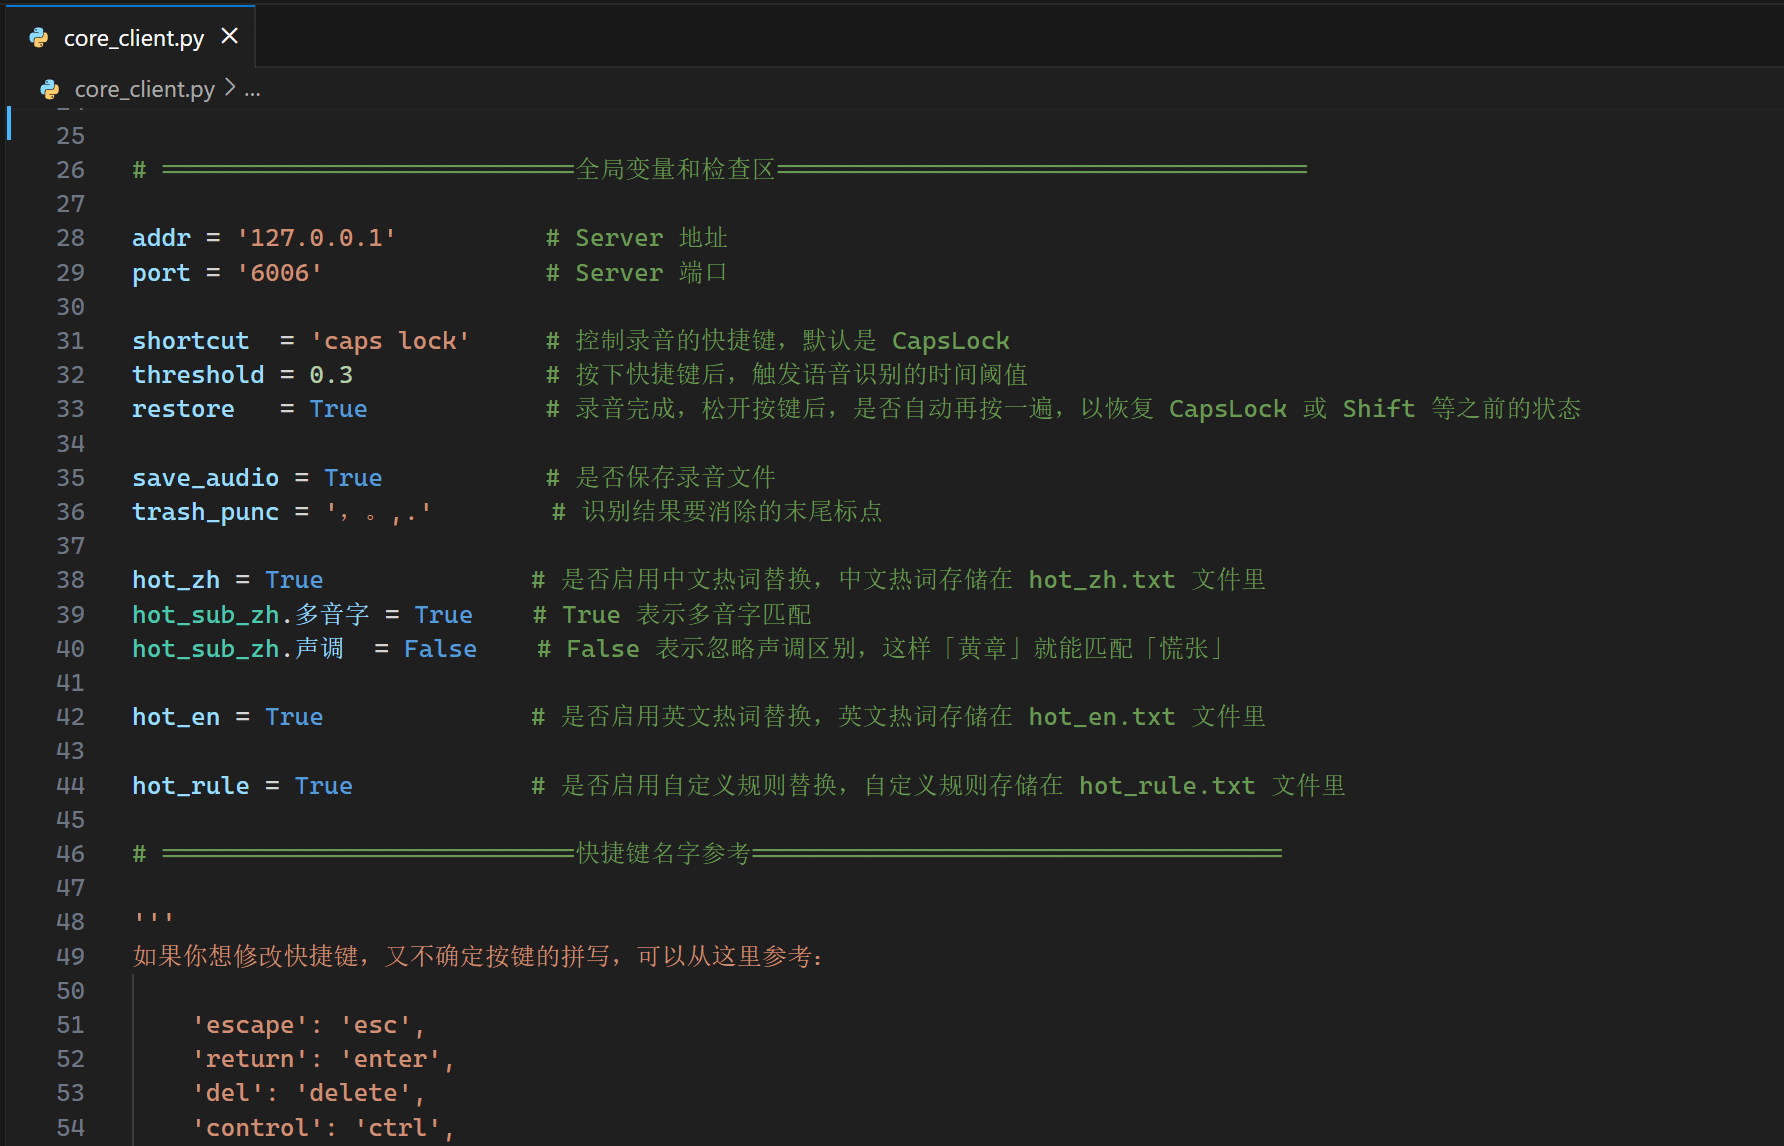 core_client.py ×
core_client.py > ...
25
26 # ============================全局变量和检查区====================================
27
28 addr = '127.0.0.1'          # Server 地址
29 port = '6006'               # Server 端口
30
31 shortcut  = 'caps lock'     # 控制录音的快捷键，默认是 CapsLock
32 threshold = 0.3             # 按下快捷键后，触发语音识别的时间阈值
33 restore   = True            # 录音完成，松开按键后，是否自动再按一遍，以恢复 CapsLock 或 Shift 等之前的状态
34
35 save_audio = True           # 是否保存录音文件
36 trash_punc = '，。,.'        # 识别结果要消除的末尾标点
37
38 hot_zh = True              # 是否启用中文热词替换，中文热词存储在 hot_zh.txt 文件里
39 hot_sub_zh.多音字 = True    # True 表示多音字匹配
40 hot_sub_zh.声调  = False    # False 表示忽略声调区别，这样「黄章」就能匹配「慌张」
41
42 hot_en = True              # 是否启用英文热词替换，英文热词存储在 hot_en.txt 文件里
43
44 hot_rule = True            # 是否启用自定义规则替换，自定义规则存储在 hot_rule.txt 文件里
45
46 # ============================快捷键名字参考====================================
47
48 '''
49 如果你想修改快捷键，又不确定按键的拼写，可以从这里参考：
50
51     'escape': 'esc',
52     'return': 'enter',
53     'del': 'delete',
54     'control': 'ctrl',